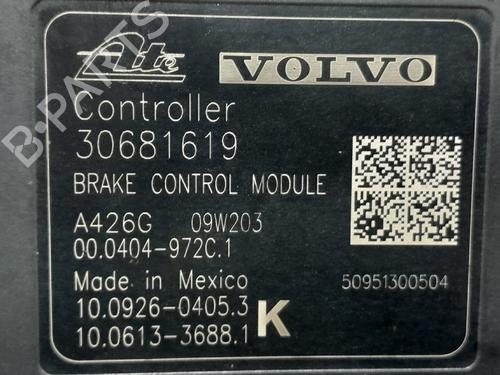 Ate VOLVO
Controller
30681619
BRAKE CONTROL MODULE
A426G 09W203
00.0404-972C.1
Made in Mexico 50951300504
10.0926-0405.3 K
10.0613-3688.1
B-PARTS